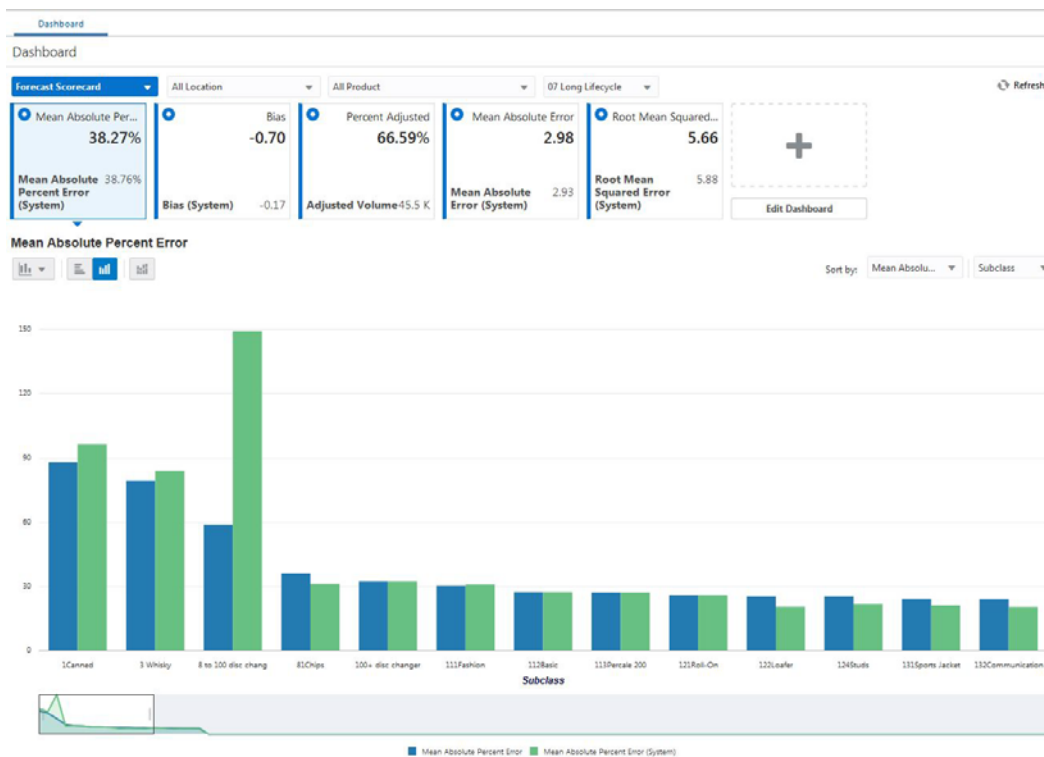 Dashboard
Dashboard
Forecast Scorecard All Location All Product 07 Long Lifecycle Refresh
Mean Absolute Per... Bias Percent Adjusted Mean Absolute Error Root Mean Squared...
38.27% -0.70 66.59% 2.98 5.66
Mean Absolute Percent Error (System) 38.76% Bias (System) -0.17 Adjusted Volume 45.5 K Mean Absolute Error (System) 2.93 Root Mean Squared Error (System) 5.88
Edit Dashboard
Mean Absolute Percent Error
Sort by: Mean Absolu... Subclass
150
120
90
60
30
0
1Canned 3 Whisky 8 to 100 disc chang 81Chips 100+ disc changer 111Fashion 112Basic 113Percale 200 121Roll-On 122Loafer 124Studs 131Sports Jacket 132Communication
Subclass
Mean Absolute Percent Error Mean Absolute Percent Error (System)